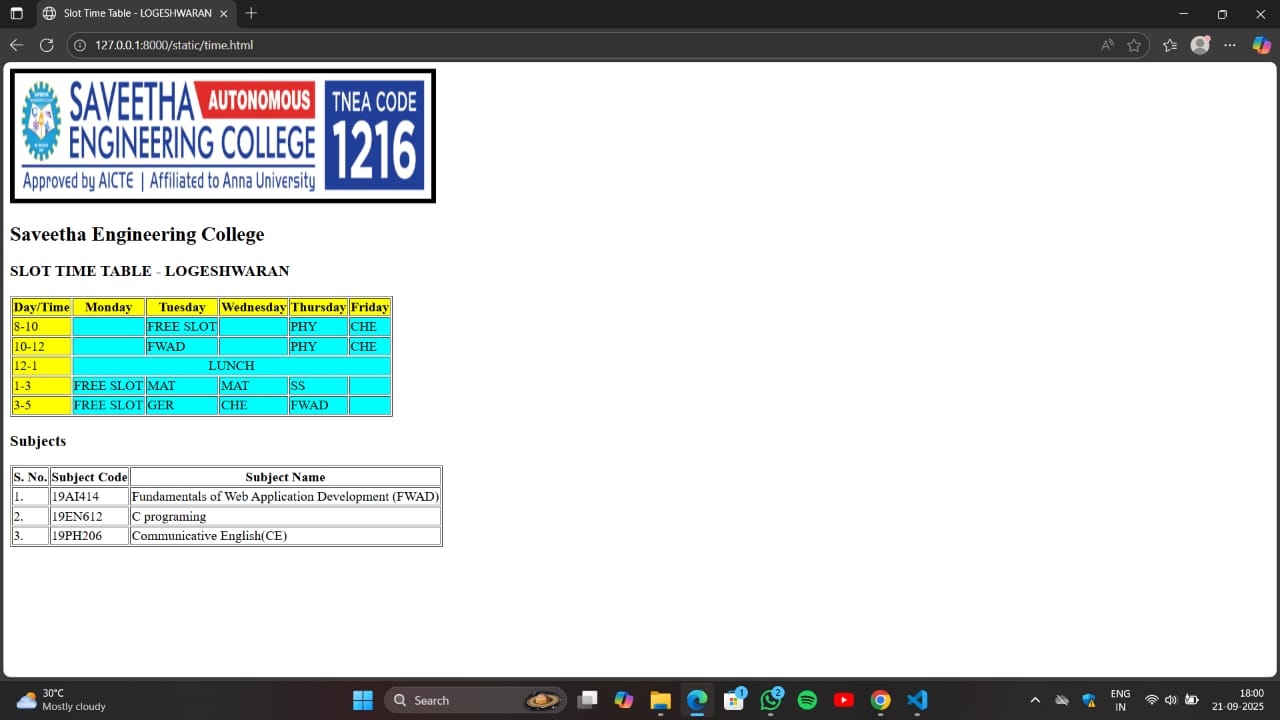 Slot Time Table - LOGESHWARAN
127.0.0.1:8000/static/time.html
SAVEETHA AUTONOMOUS
ENGINEERING COLLEGE
Approved by AICTE | Affiliated to Anna University
TNEA CODE
1216
Saveetha Engineering College
SLOT TIME TABLE - LOGESHWARAN
Day/Time Monday Tuesday Wednesday Thursday Friday
8-10 FREE SLOT PHY CHE
10-12 FWAD PHY CHE
12-1 LUNCH
1-3 FREE SLOT MAT MAT SS
3-5 FREE SLOT GER CHE FWAD
Subjects
S. No. Subject Code Subject Name
1. 19AI414 Fundamentals of Web Application Development (FWAD)
2. 19EN612 C programing
3. 19PH206 Communicative English(CE)
30°C
Mostly cloudy
Search
1
2
ENG
IN
18:00
21-09-2025